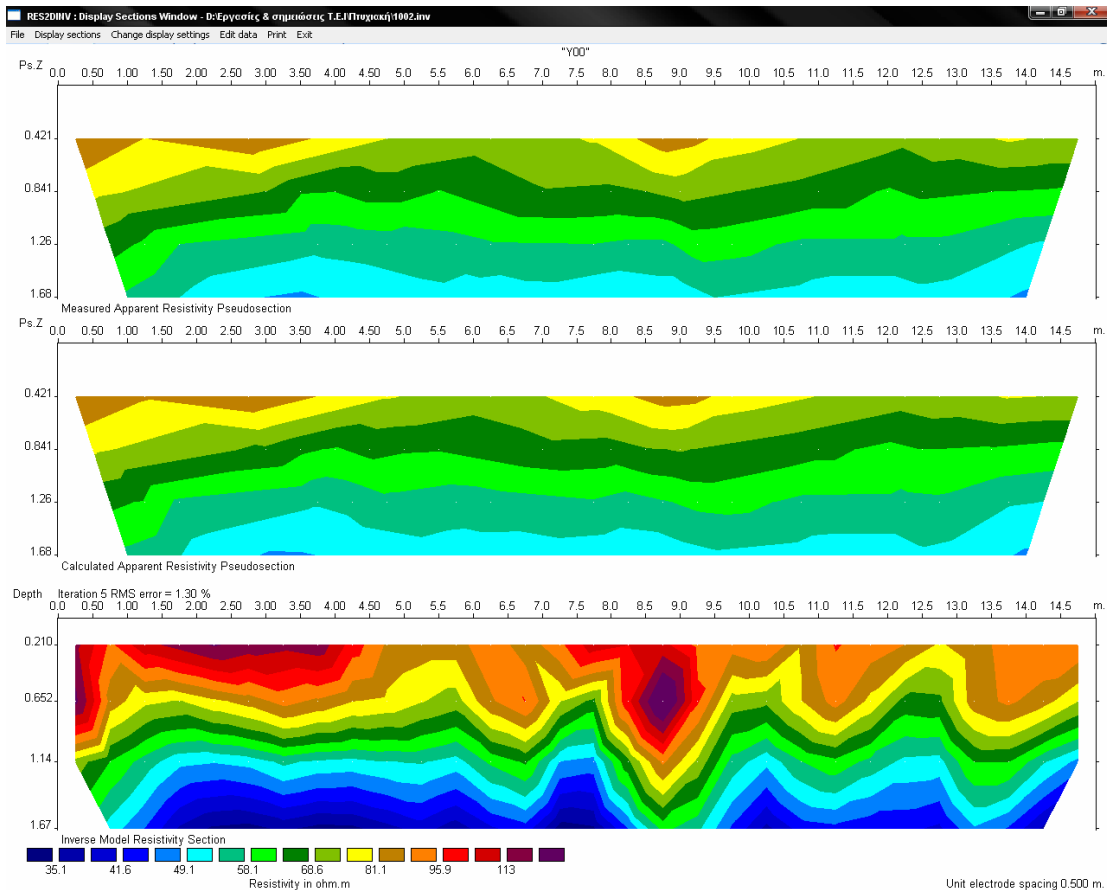 RES2DINV : Display Sections Window - D:\Εργασίες & σημειώσεις Τ.Ε.Ι\Πτυχιακή\1002.inv
File Display sections Change display settings Edit data Print Exit
"Y00"
Ps.Z 0.0 0.50 1.00 1.50 2.00 2.50 3.00 3.50 4.00 4.50 5.0 5.5 6.0 6.5 7.0 7.5 8.0 8.5 9.0 9.5 10.0 10.5 11.0 11.5 12.0 12.5 13.0 13.5 14.0 14.5 m.
0.421
0.841
1.26
1.68
Measured Apparent Resistivity Pseudosection
Ps.Z 0.0 0.50 1.00 1.50 2.00 2.50 3.00 3.50 4.00 4.50 5.0 5.5 6.0 6.5 7.0 7.5 8.0 8.5 9.0 9.5 10.0 10.5 11.0 11.5 12.0 12.5 13.0 13.5 14.0 14.5 m.
0.421
0.841
1.26
1.68
Calculated Apparent Resistivity Pseudosection
Depth Iteration 5 RMS error = 1.30 %
0.0 0.50 1.00 1.50 2.00 2.50 3.00 3.50 4.00 4.50 5.0 5.5 6.0 6.5 7.0 7.5 8.0 8.5 9.0 9.5 10.0 10.5 11.0 11.5 12.0 12.5 13.0 13.5 14.0 14.5 m.
0.210
0.652
1.14
1.67
Inverse Model Resistivity Section
35.1 41.6 49.1 58.1 68.6 81.1 95.9 113
Resistivity in ohm.m
Unit electrode spacing 0.500 m.